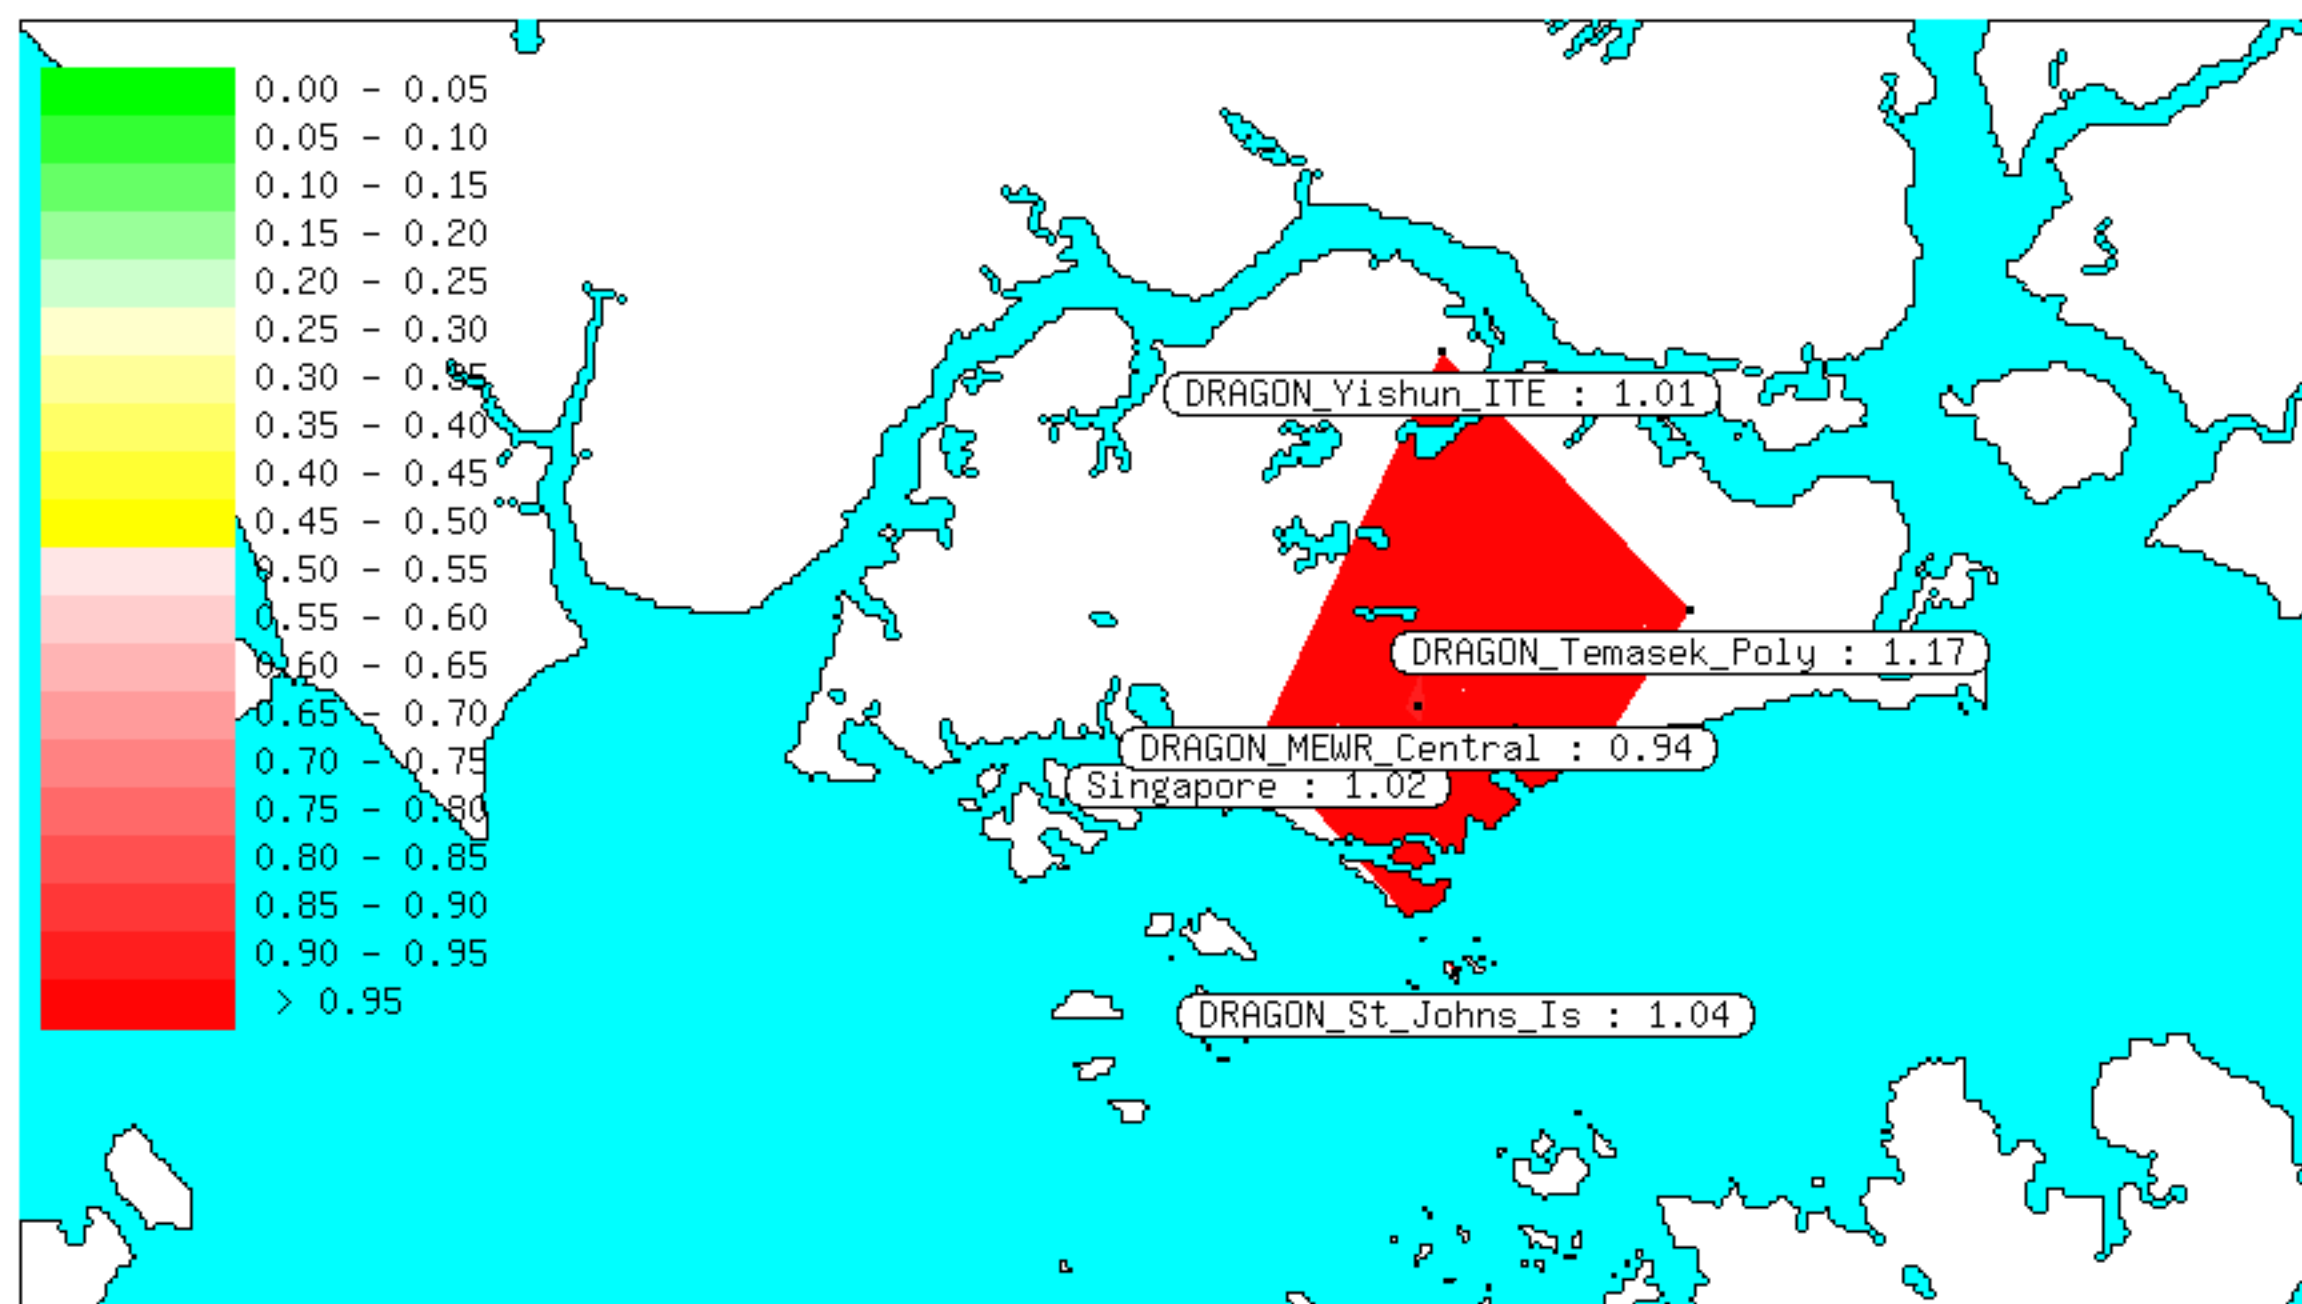 0.00 - 0.05
0.05 - 0.10
0.10 - 0.15
0.15 - 0.20
0.20 - 0.25
0.25 - 0.30
0.30 - 0.35
0.35 - 0.40
0.40 - 0.45
0.45 - 0.50
0.50 - 0.55
0.55 - 0.60
0.60 - 0.65
0.65 - 0.70
0.70 - 0.75
0.75 - 0.80
0.80 - 0.85
0.85 - 0.90
0.90 - 0.95
> 0.95
DRAGON_Yishun_ITE : 1.01
DRAGON_Temasek_Poly : 1.17
DRAGON_MEWR_Central : 0.94
Singapore : 1.02
DRAGON_St_Johns_Is : 1.04